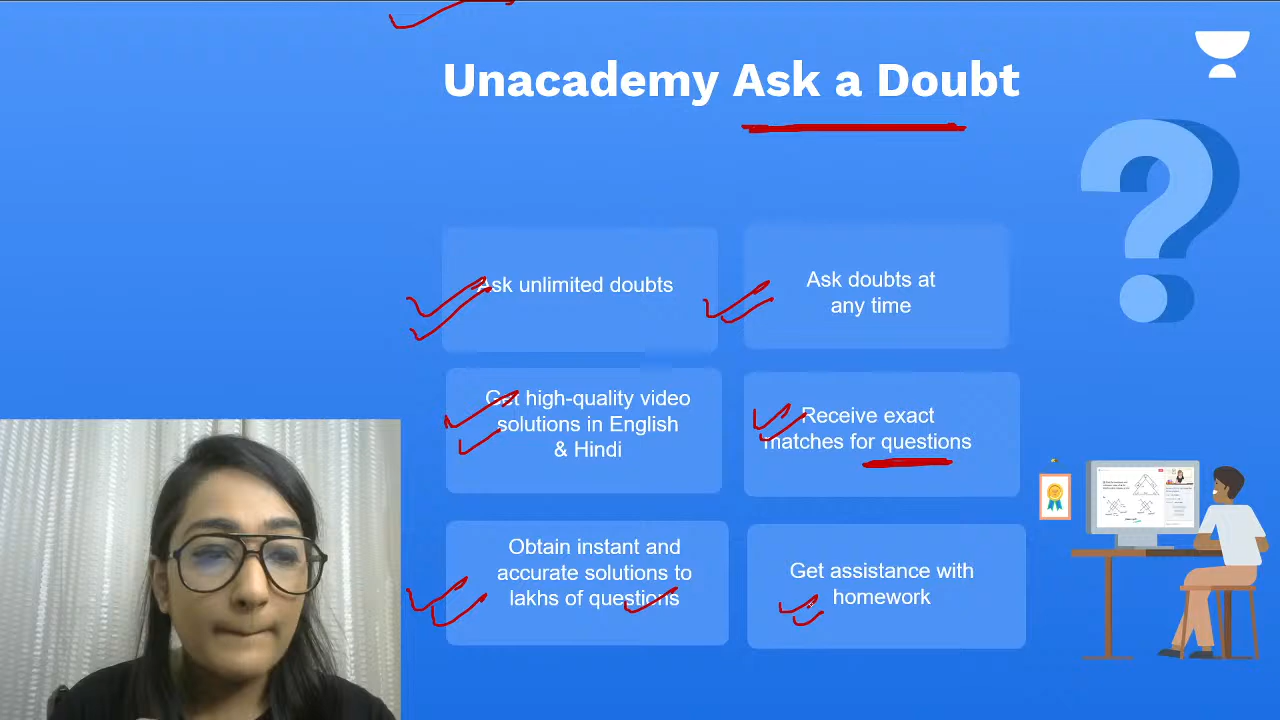 Unacademy Ask a Doubt
Ask unlimited doubts
Ask doubts at
any time
Get high-quality video
solutions in English
& Hindi
Receive exact
matches for questions
Obtain instant and
accurate solutions to
lakhs of questions
Get assistance with
homework